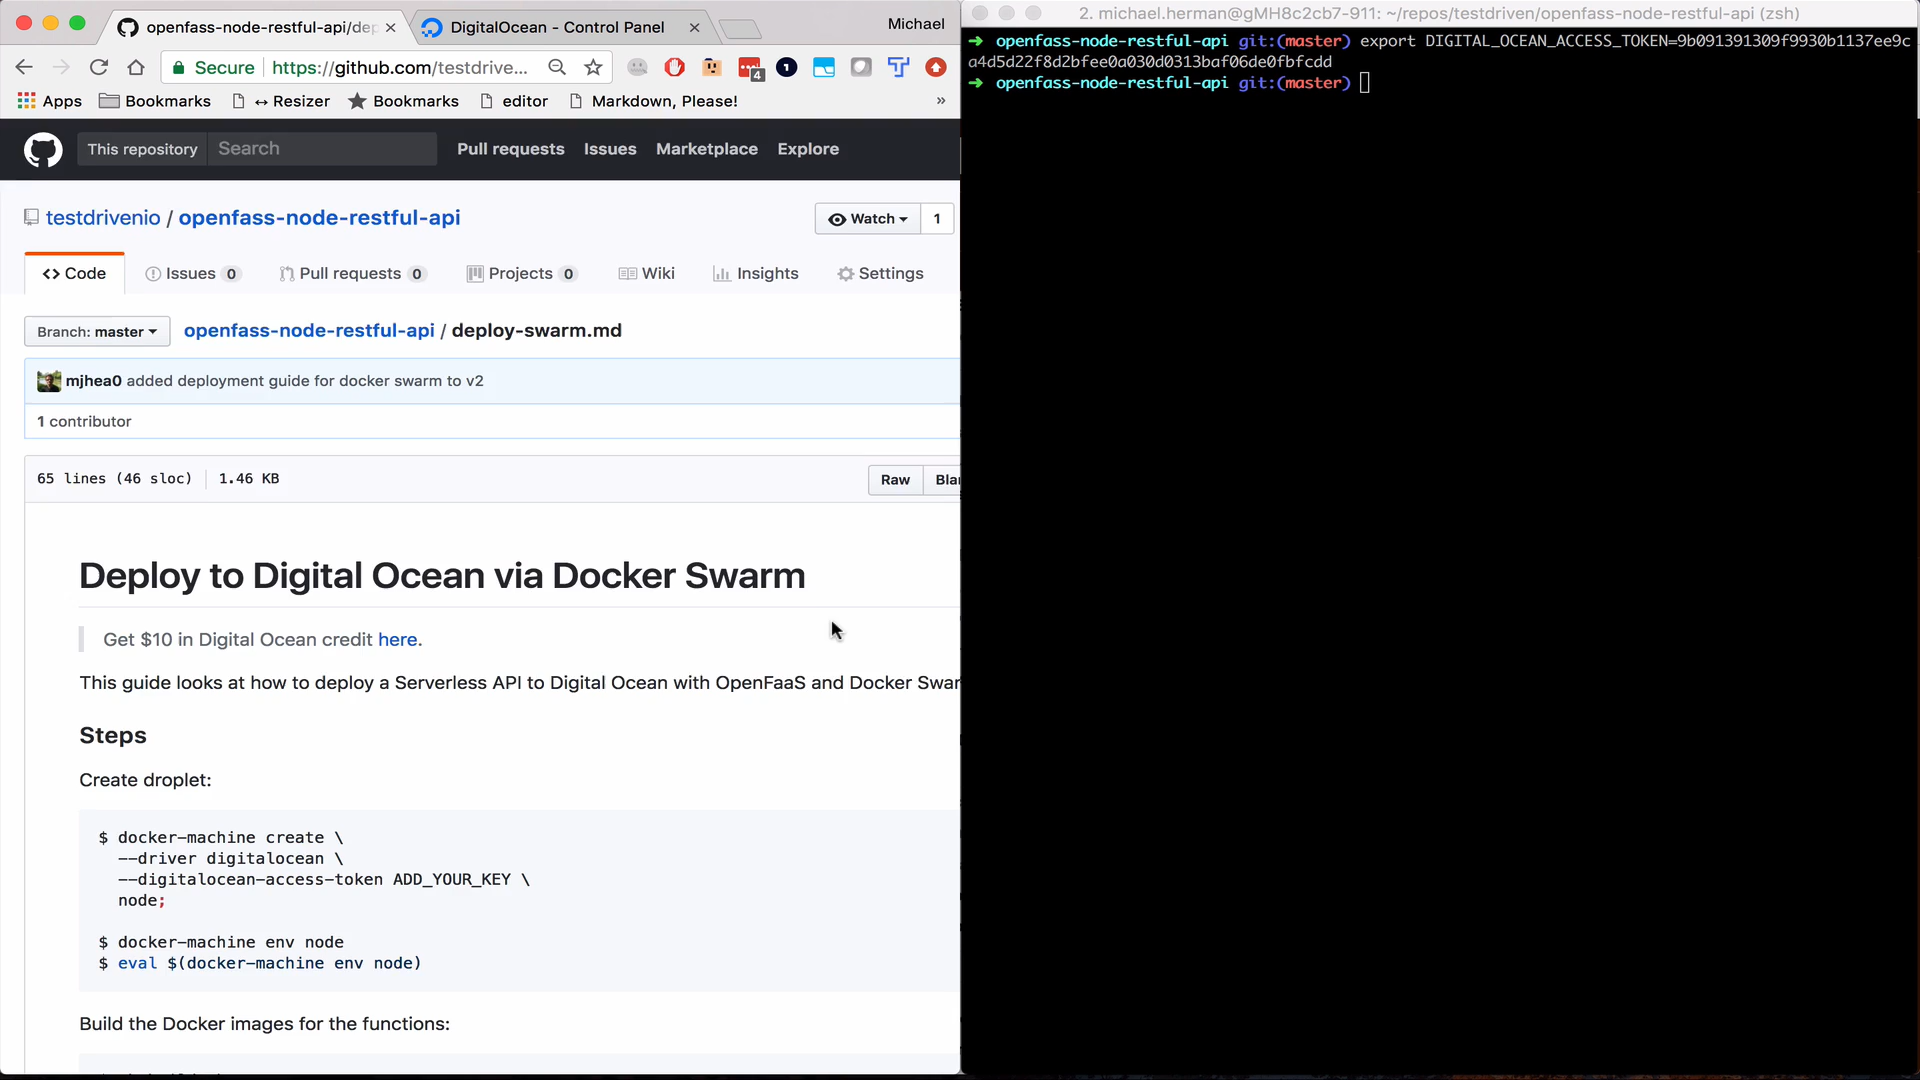 openfass-node-restful-api/dep
DigitalOcean - Control Panel
Michael
Secure
https://github.com/testdrive...
4
1
Apps
Bookmarks
↔ Resizer
Bookmarks
editor
Markdown, Please!
»
This repository
Search
Pull requests
Issues
Marketplace
Explore
testdrivenio / openfass-node-restful-api
Watch
1
<> Code
Issues 0
Pull requests 0
Projects 0
Wiki
Insights
Settings
Branch: master
openfass-node-restful-api / deploy-swarm.md
mjhea0 added deployment guide for docker swarm to v2
1 contributor
65 lines (46 sloc)
1.46 KB
Raw
Bla
Deploy to Digital Ocean via Docker Swarm
Get $10 in Digital Ocean credit here.
This guide looks at how to deploy a Serverless API to Digital Ocean with OpenFaaS and Docker Swar
Steps
Create droplet:
$ docker-machine create \
--driver digitalocean \
--digitalocean-access-token ADD_YOUR_KEY \
node;
$ docker-machine env node
$ eval $(docker-machine env node)
Build the Docker images for the functions:
2. michael.herman@gMH8c2cb7-911: ~/repos/testdriven/openfass-node-restful-api (zsh)
➜ openfass-node-restful-api git:(master) export DIGITAL_OCEAN_ACCESS_TOKEN=9b091391309f9930b1137ee9c
a4d5d22f8d2bfee0a030d0313baf06de0fbfcdd
➜ openfass-node-restful-api git:(master)